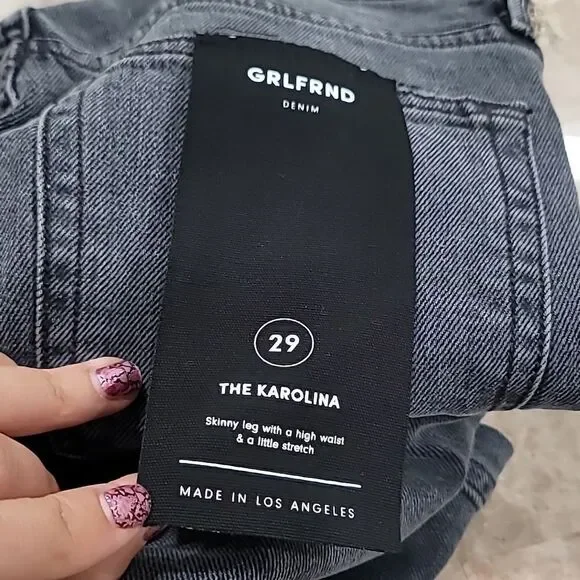 GRLFRND
DENIM
29
THE KAROLINA
Skinny leg with a high waist
& a little stretch
MADE IN LOS ANGELES